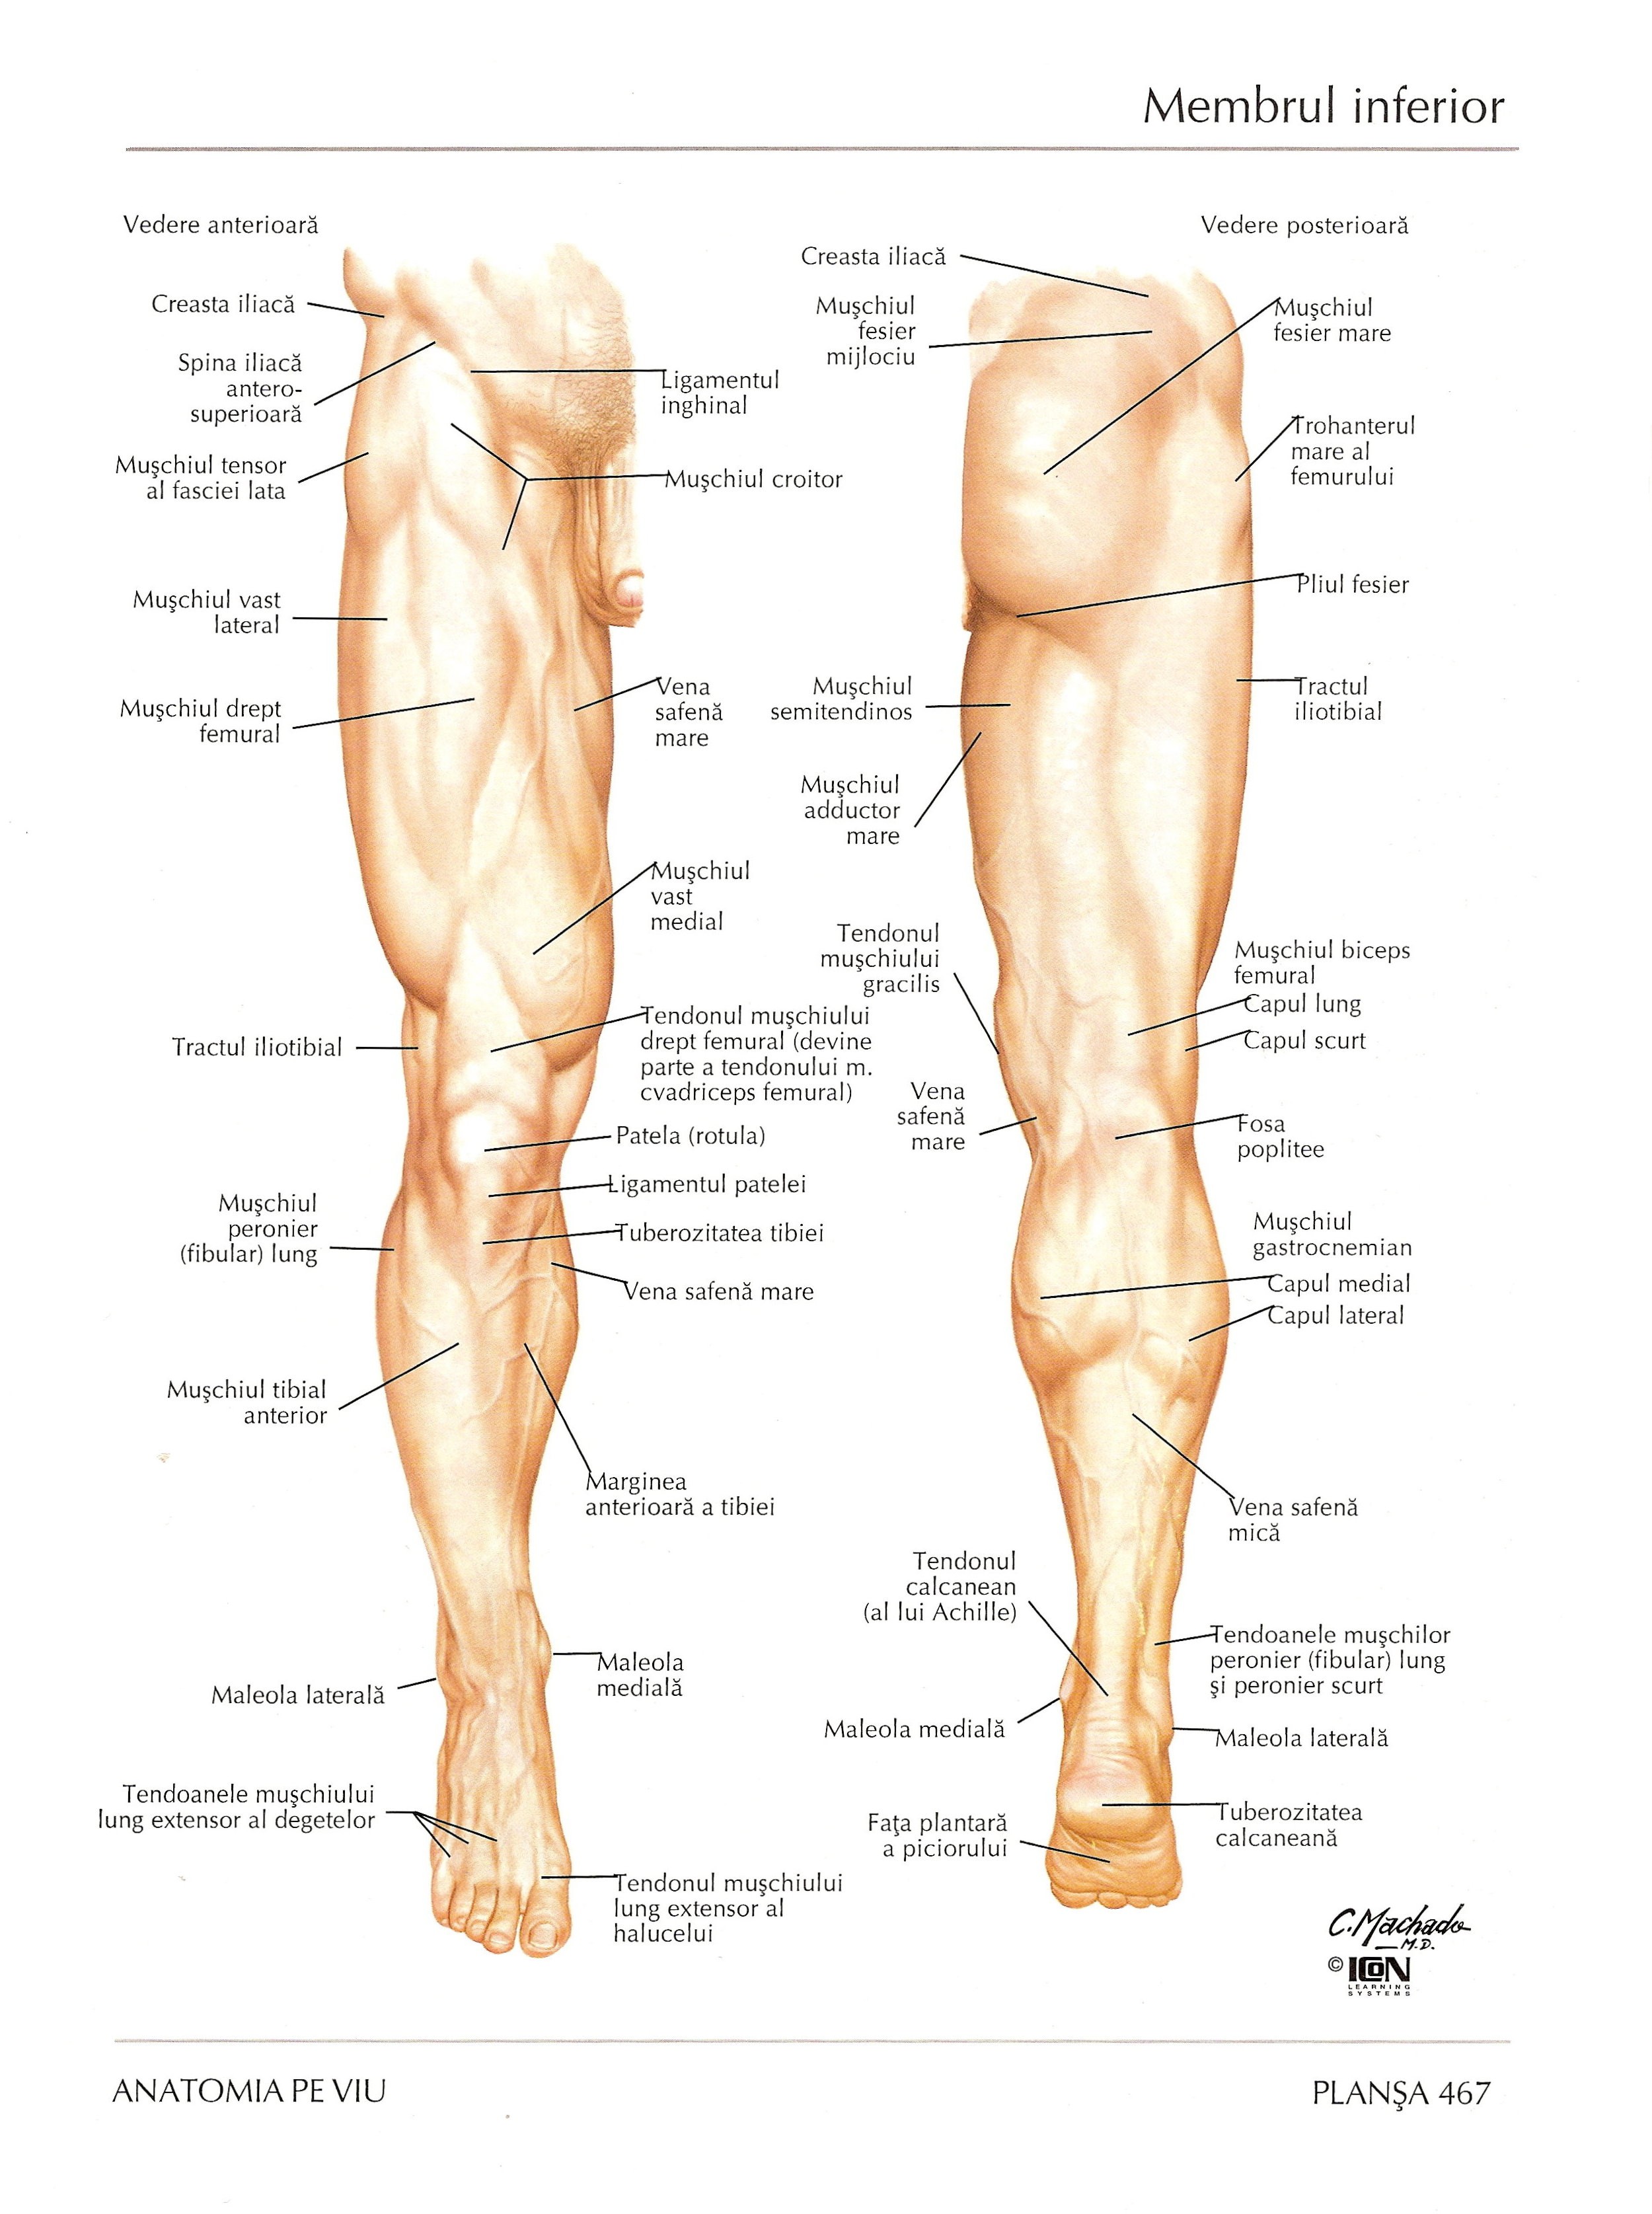 Membrul inferior
Vedere anterioară
Creasta iliacă
Spina iliacă
antero-
superioară
Muşchiul tensor
al fasciei lata
Muşchiul vast
lateral
Muşchiul drept
femural
Tractul iliotibial
Muşchiul
peronier
(fibular) lung
Muşchiul tibial
anterior
Maleola laterală
Tendoanele muşchiului
lung extensor al degetelor
Ligamentul
inghinal
Muşchiul croitor
Vena
safenă
mare
Muşchiul
vast
medial
Tendonul muşchiului
drept femural (devine
parte a tendonului m.
cvadriceps femural)
Patela (rotula)
Ligamentul patelei
Tuberozitatea tibiei
Vena safenă mare
Marginea
anterioară a tibiei
Maleola
medială
Tendonul muşchiului
lung extensor al
halucelui
Vedere posterioară
Creasta iliacă
Muşchiul
fesier
mijlociu
Muşchiul
semitendinos
Muşchiul
adductor
mare
Tendonul
muşchiului
gracilis
Vena
safenă
mare
Tendonul
calcanean
(al lui Achille)
Maleola medială
Faţa plantară
a piciorului
Muşchiul
fesier mare
Trohanterul
mare al
femurului
Pliul fesier
Tractul
iliotibial
Muşchiul biceps
femural
Capul lung
Capul scurt
Fosa
poplitee
Muşchiul
gastrocnemian
Capul medial
Capul lateral
Vena safenă
mică
Tendoanele muşchilor
peronier (fibular) lung
şi peronier scurt
Maleola laterală
Tuberozitatea
calcaneană
C. Machado
M.D.
© ICON
LEARNING
SYSTEMS
ANATOMIA PE VIU
PLANŞA 467